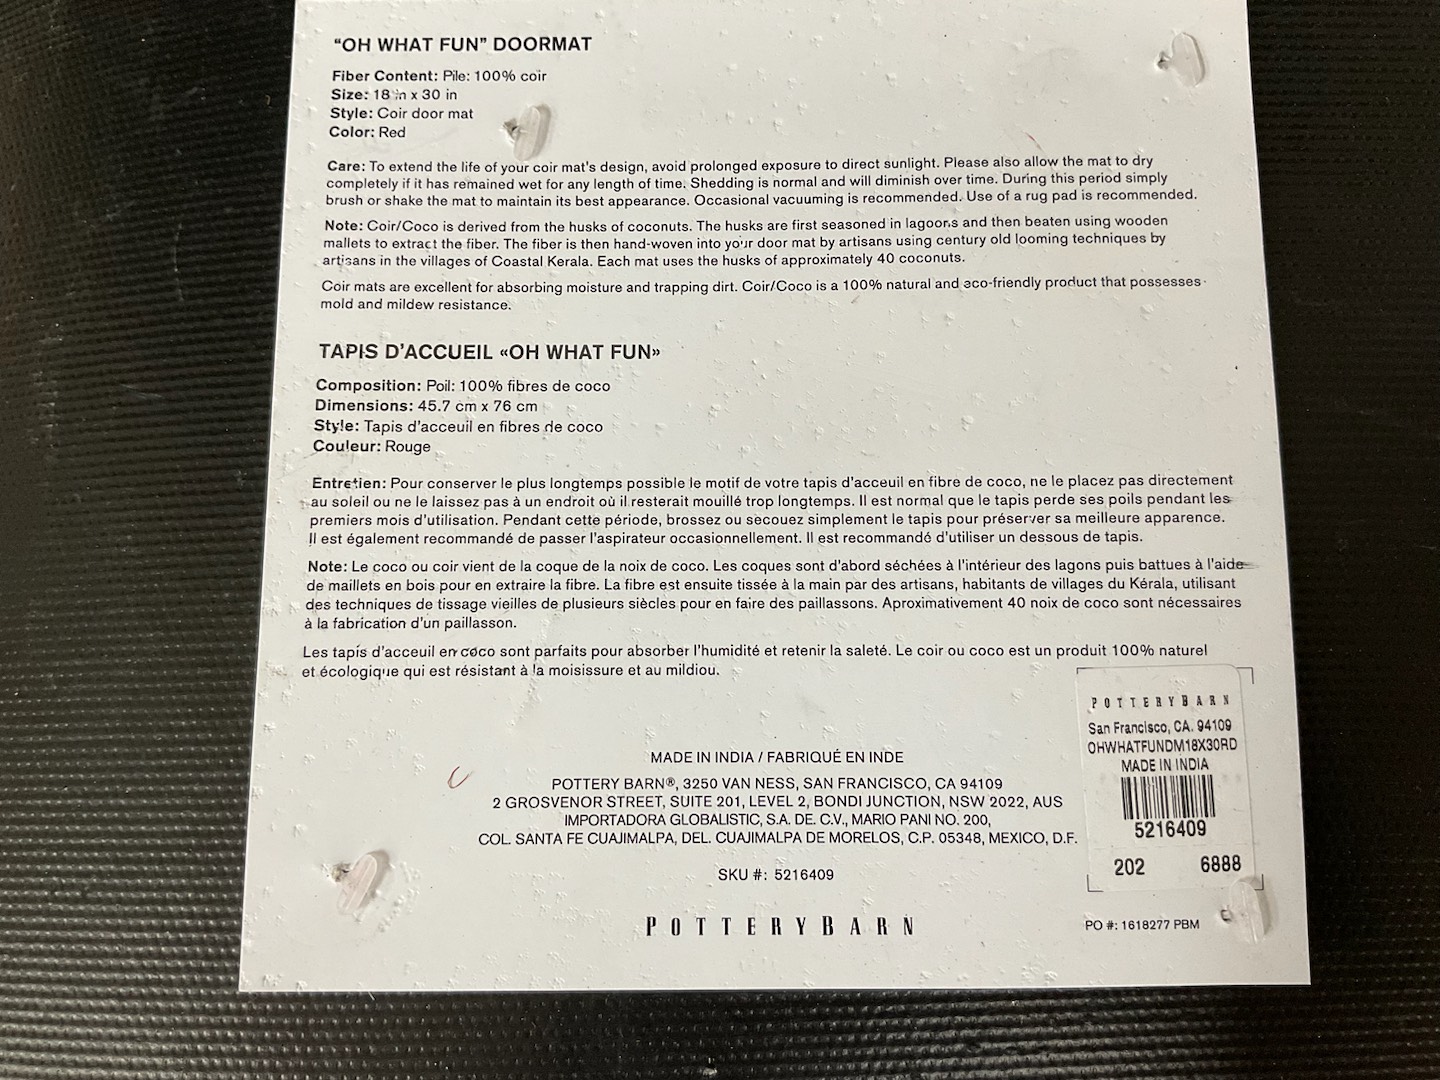 “OH WHAT FUN” DOORMAT
Fiber Content: Pile: 100% coir
Size: 18 in x 30 in
Style: Coir door mat
Color: Red
Care: To extend the life of your coir mat's design, avoid prolonged exposure to direct sunlight. Please also allow the mat to dry
completely if it has remained wet for any length of time. Shedding is normal and will diminish over time. During this period simply
brush or shake the mat to maintain its best appearance. Occasional vacuuming is recommended. Use of a rug pad is recommended.
Note: Coir/Coco is derived from the husks of coconuts. The husks are first seasoned in lagoons and then beaten using wooden
mallets to extract the fiber. The fiber is then hand-woven into your door mat by artisans using century old looming techniques by
artisans in the villages of Coastal Kerala. Each mat uses the husks of approximately 40 coconuts.
Coir mats are excellent for absorbing moisture and trapping dirt. Coir/Coco is a 100% natural and eco-friendly product that possesses
mold and mildew resistance.
TAPIS D’ACCUEIL «OH WHAT FUN»
Composition: Poil: 100% fibres de coco
Dimensions: 45.7 cm x 76 cm
Style: Tapis d’acceuil en fibres de coco
Couleur: Rouge
Entretien: Pour conserver le plus longtemps possible le motif de votre tapis d’acceuil en fibre de coco, ne le placez pas directement
au soleil ou ne le laissez pas à un endroit où il resterait mouillé trop longtemps. Il est normal que le tapis perde ses poils pendant les
premiers mois d’utilisation. Pendant cette période, brossez ou secouez simplement le tapis pour préserver sa meilleure apparence.
Il est également recommandé de passer l’aspirateur occasionnellement. Il est recommandé d’utiliser un dessous de tapis.
Note: Le coco ou coir vient de la coque de la noix de coco. Les coques sont d’abord séchées à l’intérieur des lagons puis battues à l’aide
de maillets en bois pour en extraire la fibre. La fibre est ensuite tissée à la main par des artisans, habitants de villages du Kérala, utilisant
des techniques de tissage vieilles de plusieurs siècles pour en faire des paillassons. Aproximativement 40 noix de coco sont nécessaires
à la fabrication d’un paillasson.
Les tapis d’acceuil en coco sont parfaits pour absorber l’humidité et retenir la saleté. Le coir ou coco est un produit 100% naturel
et écologique qui est résistant à la moisissure et au mildiou.
MADE IN INDIA / FABRIQUÉ EN INDE
POTTERY BARN®, 3250 VAN NESS, SAN FRANCISCO, CA 94109
2 GROSVENOR STREET, SUITE 201, LEVEL 2, BONDI JUNCTION, NSW 2022, AUS
IMPORTADORA GLOBALISTIC, S.A. DE. C.V., MARIO PANI NO. 200,
COL. SANTA FE CUAJIMALPA, DEL. CUAJIMALPA DE MORELOS, C.P. 05348, MEXICO, D.F.
SKU #: 5216409
POTTERY BARN
POTTERY BARN
San Francisco, CA. 94109
OHWHATFUNDM18X30RD
MADE IN INDIA
5216409
202 6888
PO #: 1618277 PBM